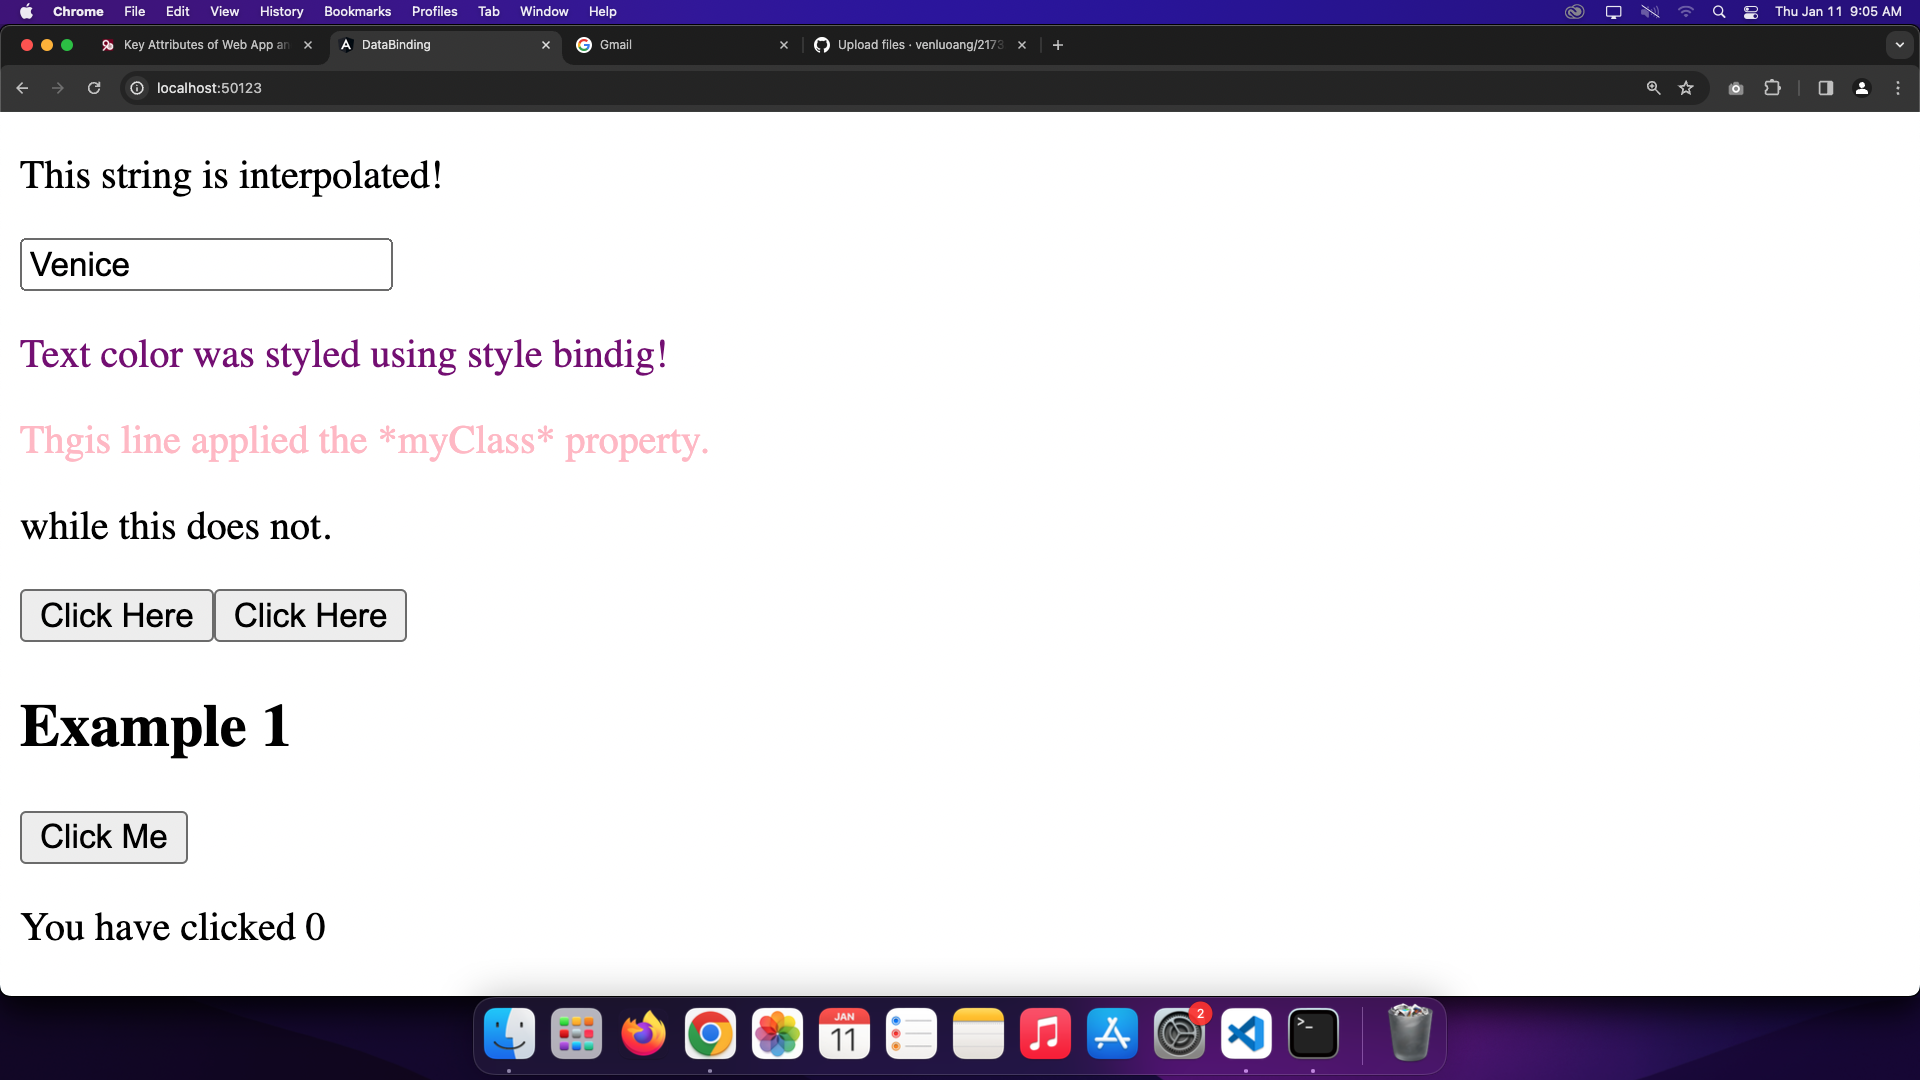 Chrome File Edit View History Bookmarks Profiles Tab Window Help Thu Jan 11 9:05 AM
Key Attributes of Web App an DataBinding Gmail Upload files · venluoang/2173
localhost:50123
This string is interpolated!
Venice
Text color was styled using style bindig!
Thgis line applied the *myClass* property.
while this does not.
Click Here Click Here
Example 1
Click Me
You have clicked 0
JAN
11
2